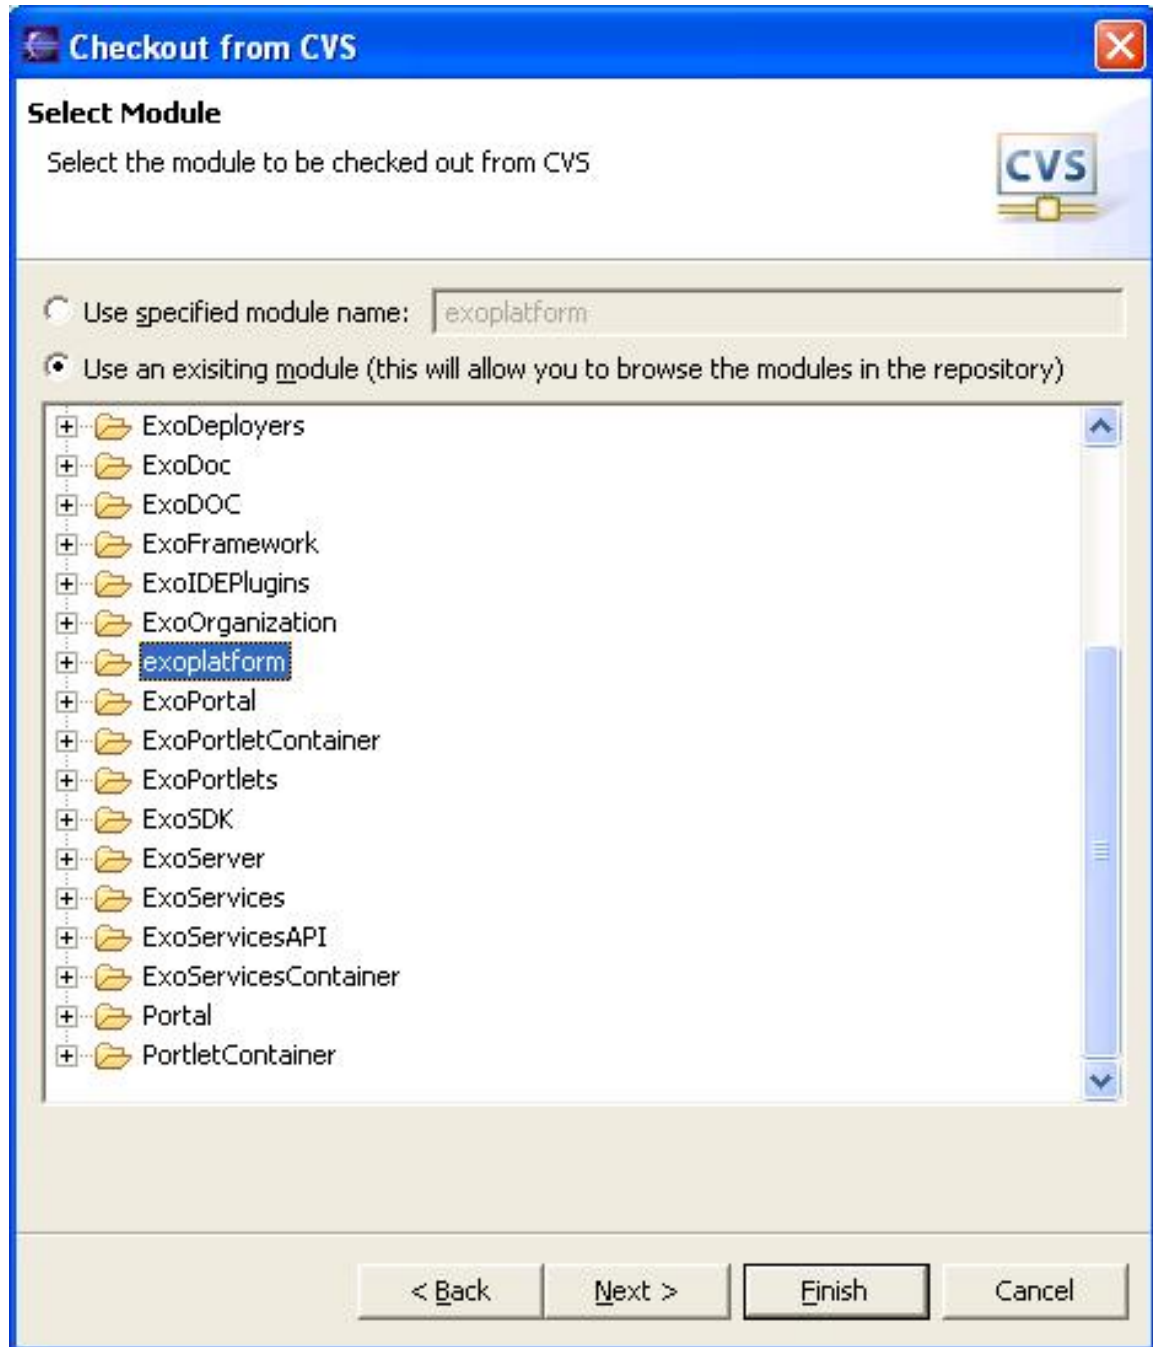 Checkout from CVS
Select Module
Select the module to be checked out from CVS
CVS
Use specified module name: exoplatform
Use an exisiting module (this will allow you to browse the modules in the repository)
ExoDeployers
ExoDoc
ExoDOC
ExoFramework
ExoIDEPlugins
ExoOrganization
exoplatform
ExoPortal
ExoPortletContainer
ExoPortlets
ExoSDK
ExoServer
ExoServices
ExoServicesAPI
ExoServicesContainer
Portal
PortletContainer
< Back Next > Finish Cancel